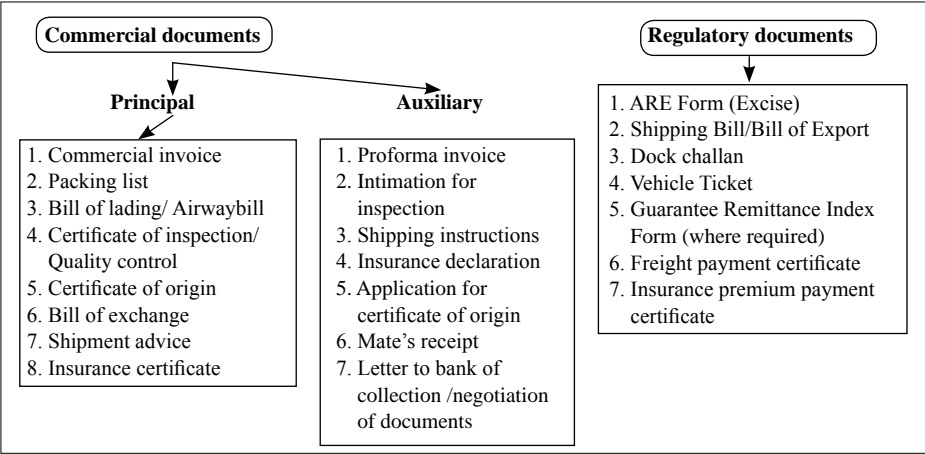 Commercial documents
Principal
1. Commercial invoice
2. Packing list
3. Bill of lading/ Airwaybill
4. Certificate of inspection/
Quality control
5. Certificate of origin
6. Bill of exchange
7. Shipment advice
8. Insurance certificate
Auxiliary
1. Proforma invoice
2. Intimation for
inspection
3. Shipping instructions
4. Insurance declaration
5. Application for
certificate of origin
6. Mate’s receipt
7. Letter to bank of
collection /negotiation
of documents
Regulatory documents
1. ARE Form (Excise)
2. Shipping Bill/Bill of Export
3. Dock challan
4. Vehicle Ticket
5. Guarantee Remittance Index
Form (where required)
6. Freight payment certificate
7. Insurance premium payment
certificate